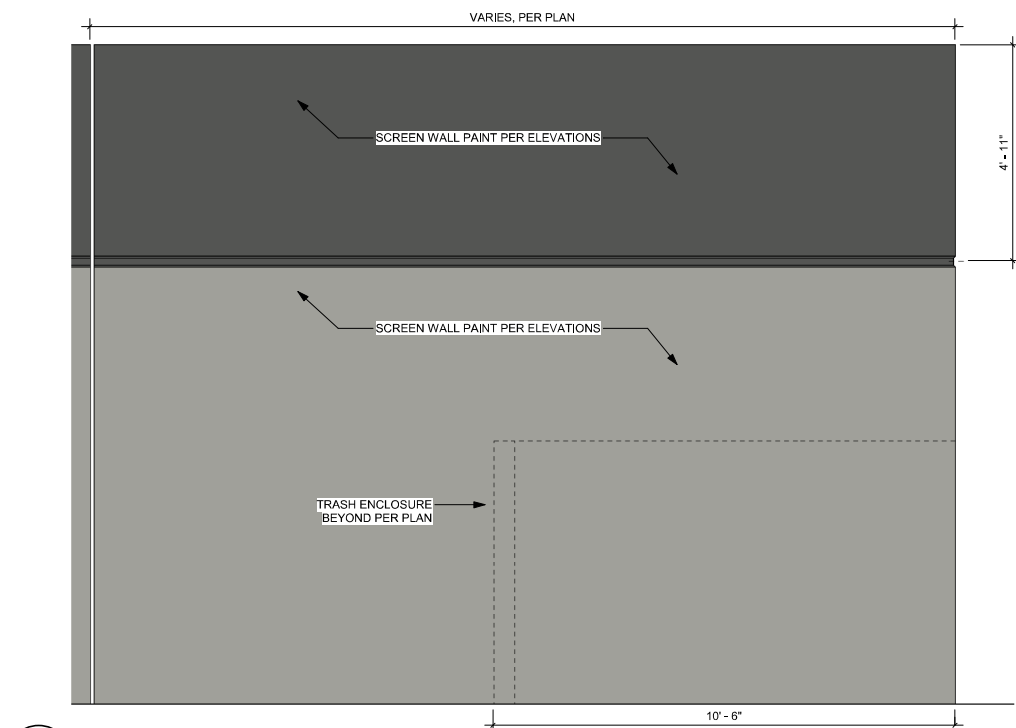 VARIES, PER PLAN
SCREEN WALL PAINT PER ELEVATIONS
4' - 11"
SCREEN WALL PAINT PER ELEVATIONS
TRASH ENCLOSURE
BEYOND PER PLAN
10' - 6"